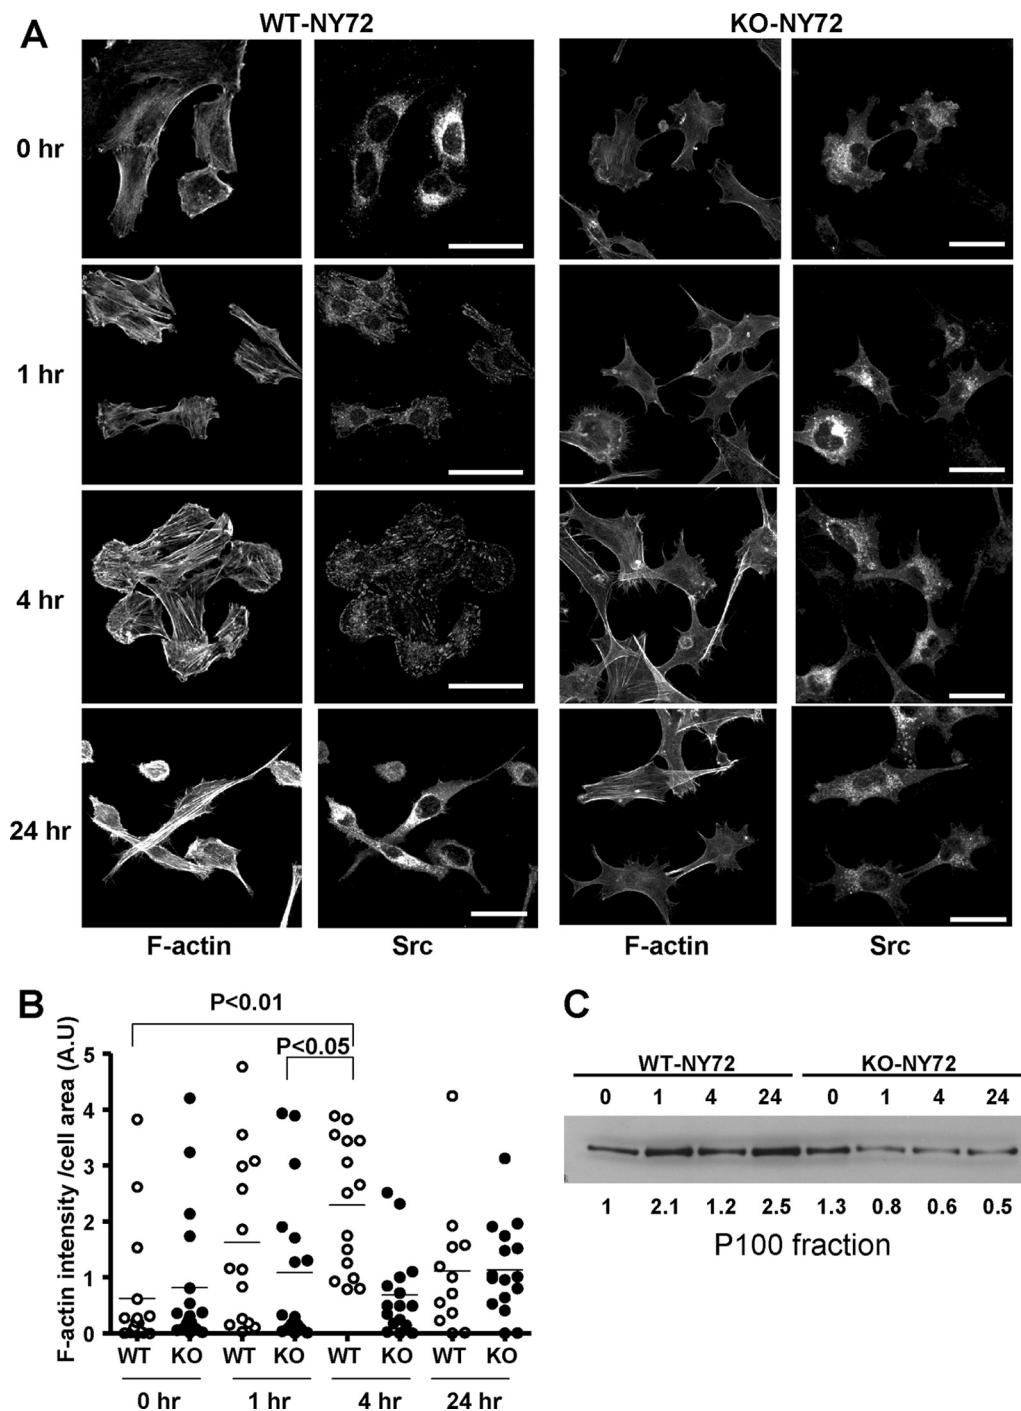 A
WT-NY72 KO-NY72
0 hr
1 hr
4 hr
24 hr
F-actin Src F-actin Src
B
P<0.01
P<0.05
F-actin intensity /cell area (A.U)
5
4
3
2
1
0
WT KO WT KO WT KO WT KO
0 hr 1 hr 4 hr 24 hr
C
WT-NY72 KO-NY72
0 1 4 24 0 1 4 24
1 2.1 1.2 2.5 1.3 0.8 0.6 0.5
P100 fraction